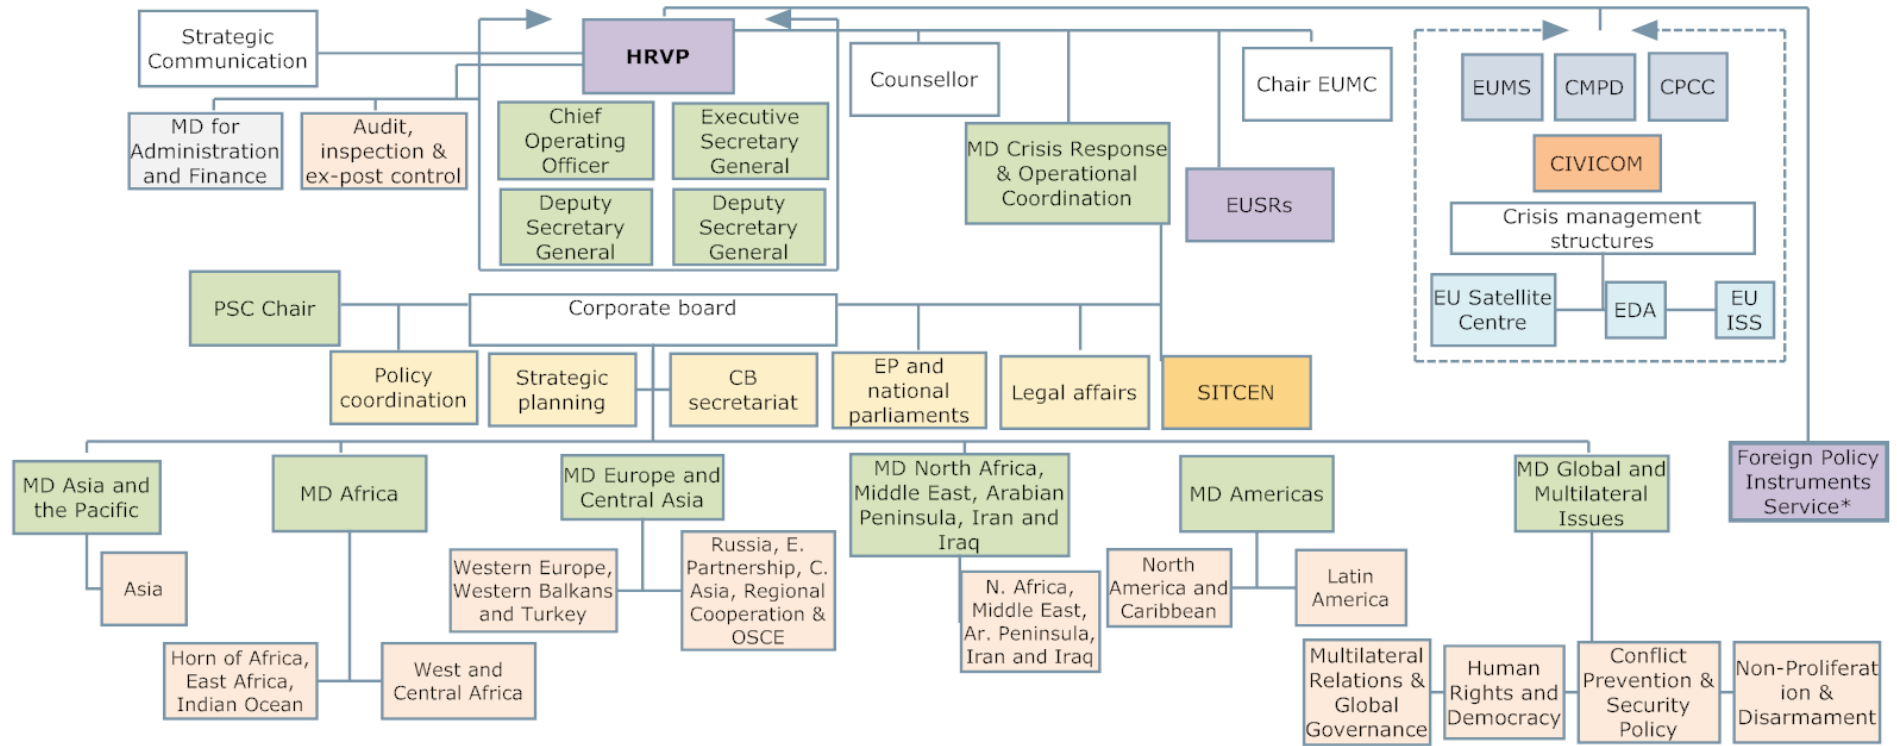 Strategic
Communication
HRVP
Counsellor
Chair EUMC
EUMS
CMPD
CPCC
MD for
Administration
and Finance
Audit,
inspection &
ex-post control
Chief
Operating
Officer
Executive
Secretary
General
Deputy
Secretary
General
Deputy
Secretary
General
MD Crisis Response
& Operational
Coordination
EUSRs
CIVICOM
Crisis management
structures
EU Satellite
Centre
EDA
EU
ISS
PSC Chair
Corporate board
Policy
coordination
Strategic
planning
CB
secretariat
EP and
national
parliaments
Legal affairs
SITCEN
Foreign Policy
Instruments
Service*
MD Asia and
the Pacific
MD Africa
MD Europe and
Central Asia
MD North Africa,
Middle East, Arabian
Peninsula, Iran and
Iraq
MD Americas
MD Global and
Multilateral
Issues
Asia
Horn of Africa,
East Africa,
Indian Ocean
West and
Central Africa
Western Europe,
Western Balkans
and Turkey
Russia, E.
Partnership, C.
Asia, Regional
Cooperation &
OSCE
N. Africa,
Middle East,
Ar. Peninsula,
Iran and Iraq
North
America and
Caribbean
Latin
America
Multilateral
Relations &
Global
Governance
Human
Rights and
Democracy
Conflict
Prevention &
Security
Policy
Non-Proliferat
ion &
Disarmament